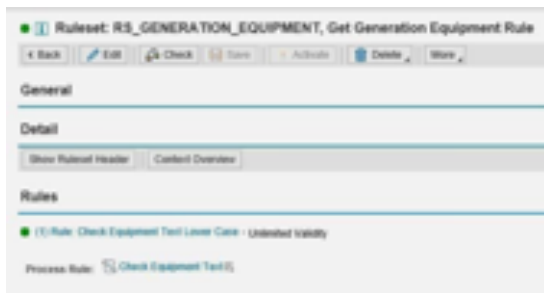 Ruleset: RS_GENERATION_EQUIPMENT, Get Generation Equipment Rule
Back Edit Check Save Activate Delete More
General
Detail
Show Ruleset Header Context Overview
Rules
(1) Rule: Check Equipment Text Lower Case - Unlimited Validity
Process Rule: Check Equipment Text